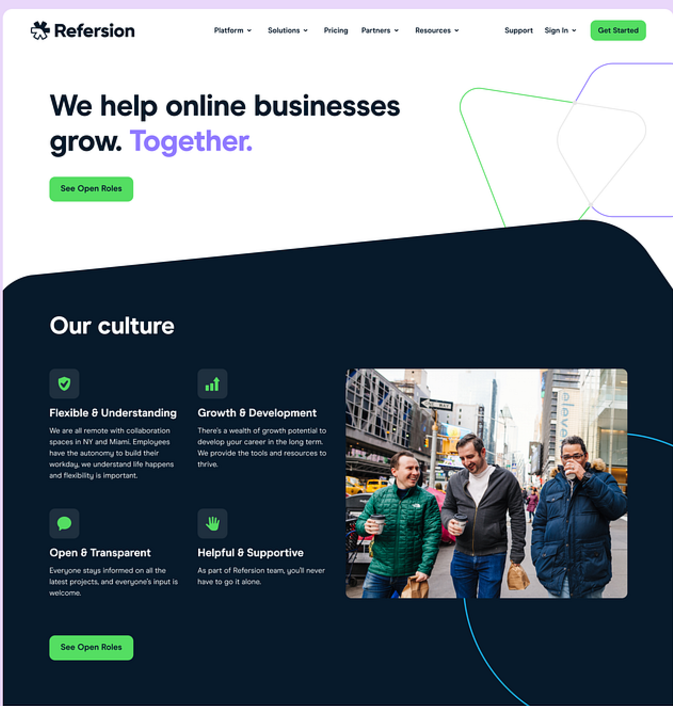 Refersion
Platform
Solutions
Pricing
Partners
Resources
Support
Sign In
Get Started
We help online businesses
grow. Together.
See Open Roles
Our culture
Flexible & Understanding
We are all remote with collaboration
spaces in NY and Miami. Employees
have the autonomy to build their
workday, we understand life happens
and flexibility is important.
Growth & Development
There's a wealth of growth potential to
develop your career in the long term.
We provide the tools and resources to
thrive.
Open & Transparent
Everyone stays informed on all the
latest projects, and everyone's input is
welcome.
Helpful & Supportive
As part of Refersion team, you'll never
have to go it alone.
ONE WAY
eleve
See Open Roles